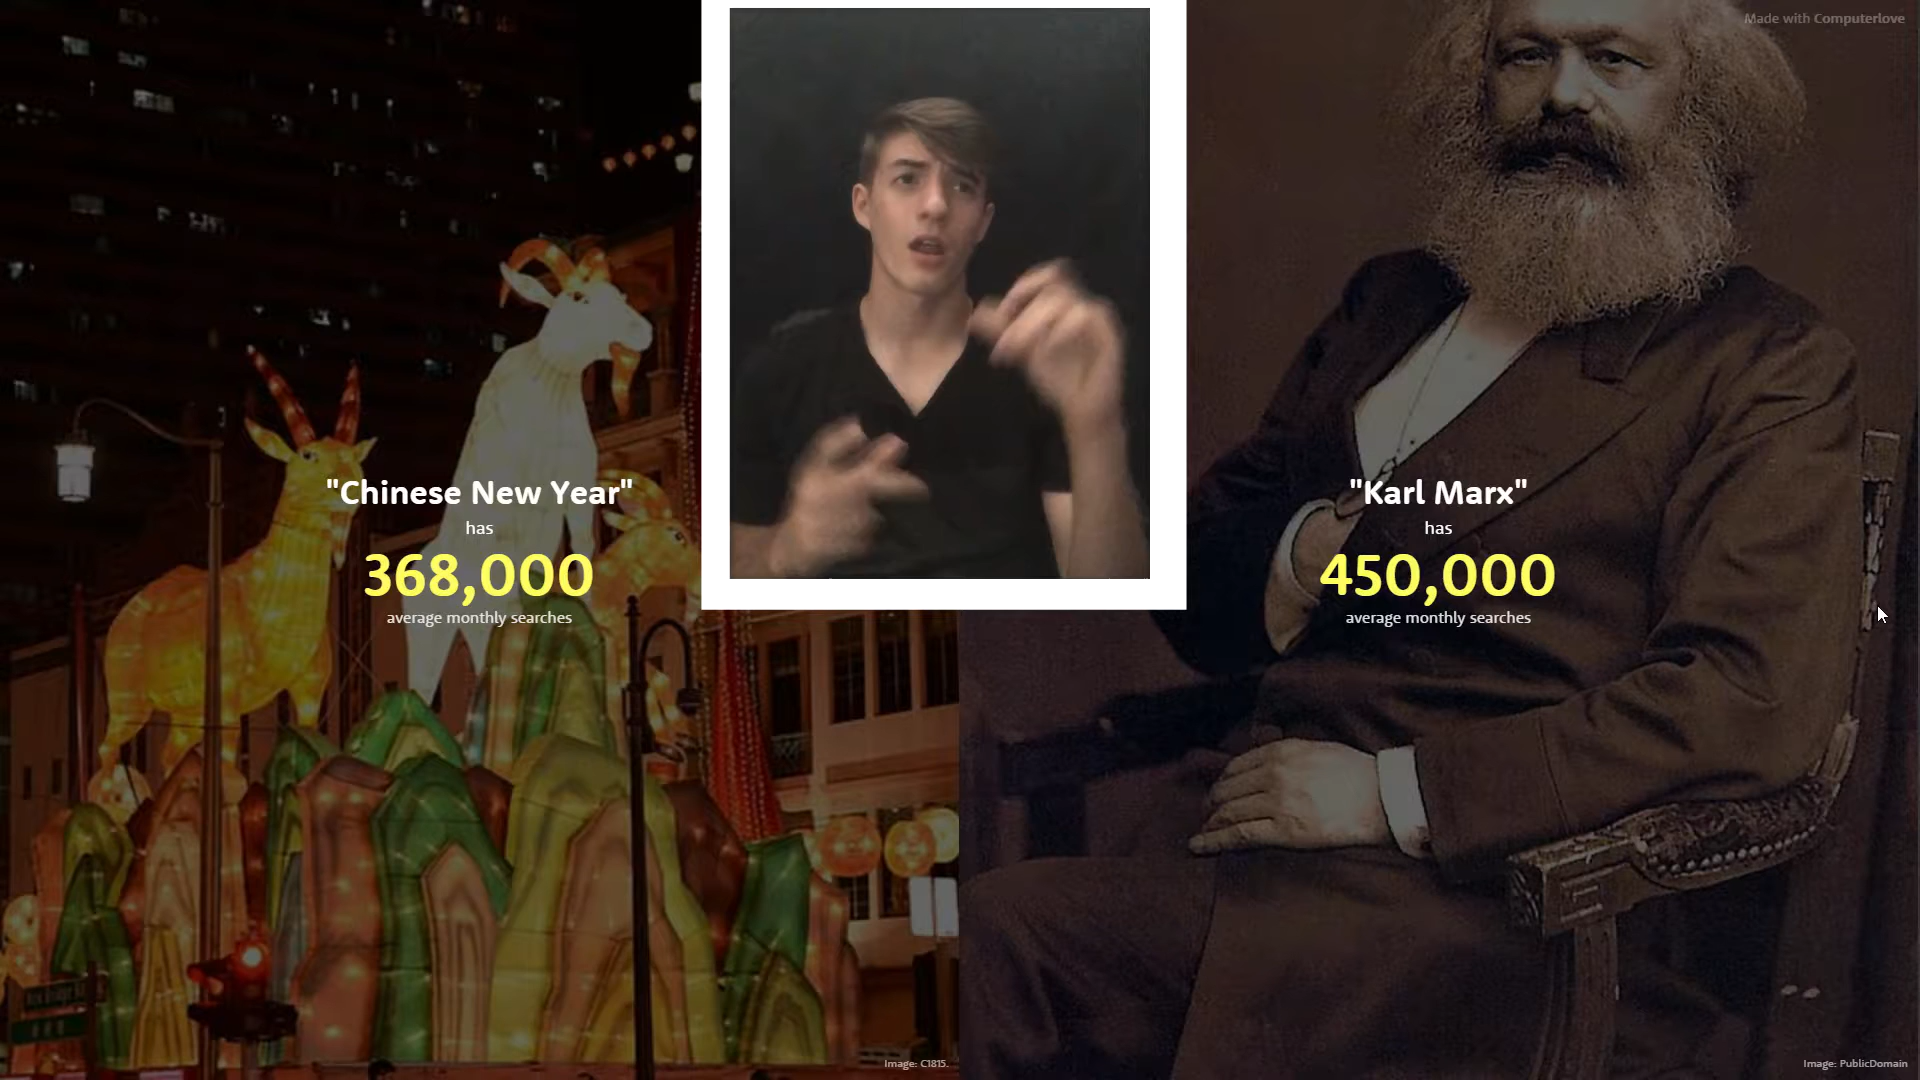 Made with Computerlove
"Chinese New Year"
has
368,000
average monthly searches
"Karl Marx"
has
450,000
average monthly searches
Image: C1815.
Image: PublicDomain